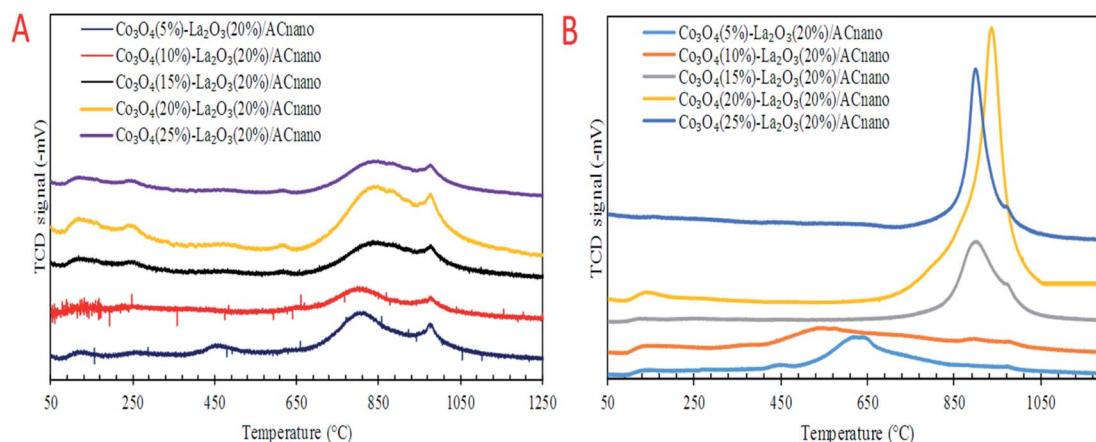 A
Co₃O₄(5%)-La₂O₃(20%)/ACnano
Co₃O₄(10%)-La₂O₃(20%)/ACnano
Co₃O₄(15%)-La₂O₃(20%)/ACnano
Co₃O₄(20%)-La₂O₃(20%)/ACnano
Co₃O₄(25%)-La₂O₃(20%)/ACnano
TCD signal (-mV)
50 250 450 650 850 1050 1250
Temperature (°C)
B
Co₃O₄(5%)-La₂O₃(20%)/ACnano
Co₃O₄(10%)-La₂O₃(20%)/ACnano
Co₃O₄(15%)-La₂O₃(20%)/ACnano
Co₃O₄(20%)-La₂O₃(20%)/ACnano
Co₃O₄(25%)-La₂O₃(20%)/ACnano
TCD signal (-mV)
50 250 450 650 850 1050
Temperature (°C)